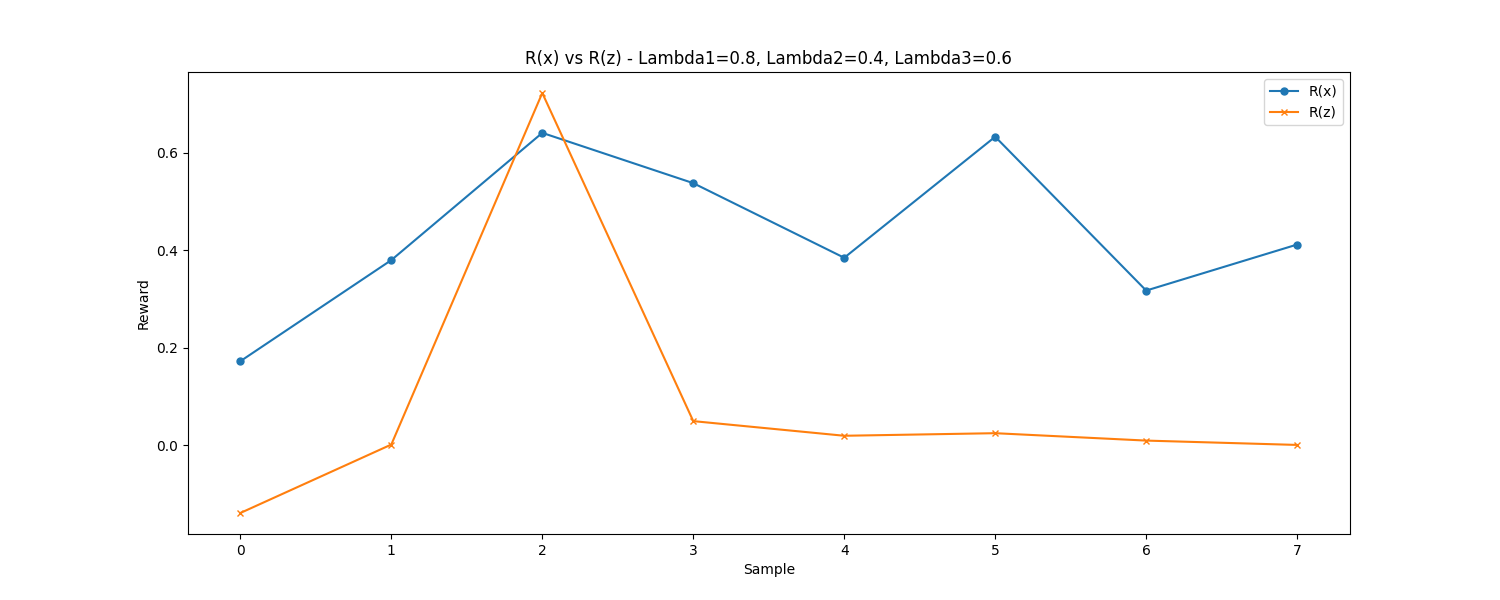 R(x) vs R(z) - Lambda1=0.8, Lambda2=0.4, Lambda3=0.6
R(x)
R(z)
0.6
0.4
0.2
0.0
Reward
0 1 2 3 4 5 6 7
Sample